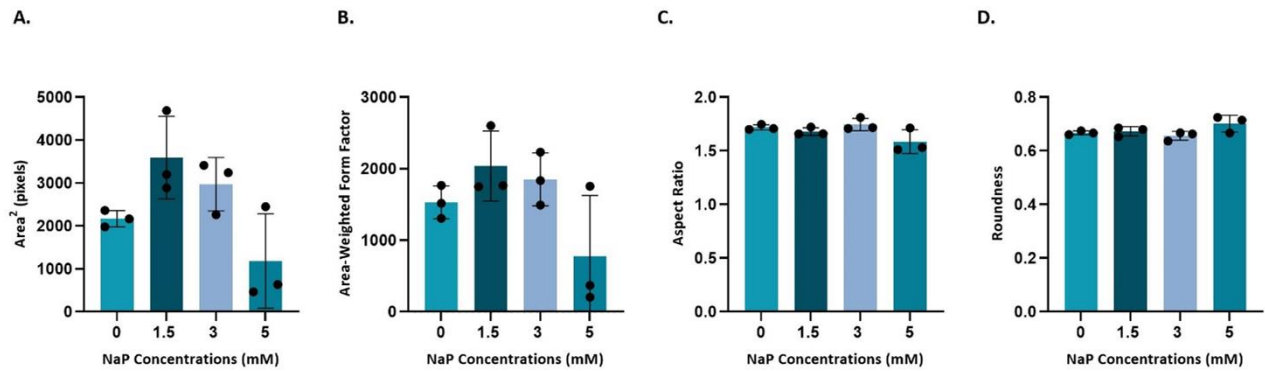 A.
B.
C.
D.
Area² (pixels)
5000
4000
3000
2000
1000
0
0 1.5 3 5
NaP Concentrations (mM)
Area-Weighted Form Factor
3000
2000
1000
0
0 1.5 3 5
NaP Concentrations (mM)
Aspect Ratio
2.0
1.5
1.0
0.5
0.0
0 1.5 3 5
NaP Concentrations (mM)
Roundness
0.8
0.6
0.4
0.2
0.0
0 1.5 3 5
NaP Concentrations (mM)